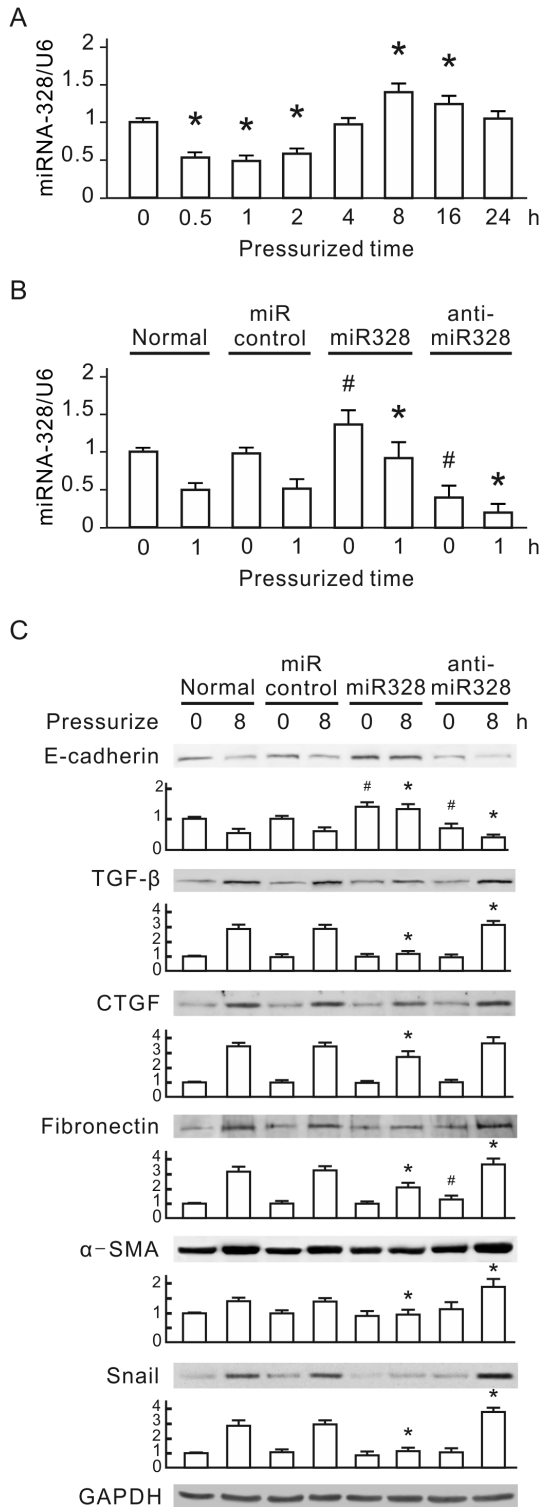 A
miRNA-328/U6
2
1.5
1
0.5
0
* * * * *
0 0.5 1 2 4 8 16 24 h
Pressurized time
B
Normal miR control miR328 anti-miR328
miRNA-328/U6
2
1.5
1
0.5
0
# * # *
0 1 0 1 0 1 0 1 h
Pressurized time
C
Normal miR control miR328 anti-miR328
Pressurize 0 8 0 8 0 8 0 8 h
E-cadherin
2
1
0
# * # *
TGF-β
4
3
2
1
0
* *
CTGF
4
3
2
1
0
*
Fibronectin
4
3
2
1
0
* # *
α-SMA
2
1
0
* *
Snail
4
3
2
1
0
* *
GAPDH